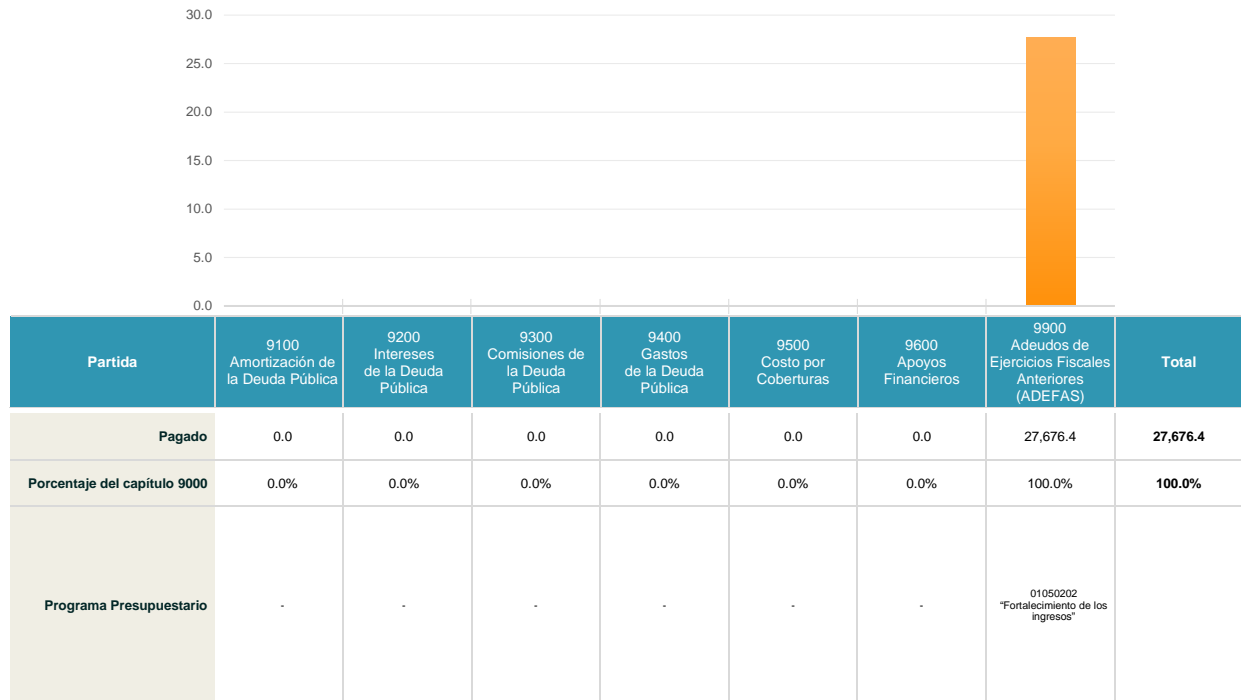 30.0
25.0
20.0
15.0
10.0
5.0
0.0
Partida
9100
Amortización de
la Deuda Pública
9200
Intereses
de la Deuda
Pública
9300
Comisiones de
la Deuda
Pública
9400
Gastos
de la Deuda
Pública
9500
Costo por
Coberturas
9600
Apoyos
Financieros
9900
Adeudos de
Ejercicios Fiscales
Anteriores
(ADEFAS)
Total
Pagado
0.0
0.0
0.0
0.0
0.0
0.0
27,676.4
27,676.4
Porcentaje del capítulo 9000
0.0%
0.0%
0.0%
0.0%
0.0%
0.0%
100.0%
100.0%
Programa Presupuestario
-
-
-
-
-
-
01050202
“Fortalecimiento de los
ingresos”